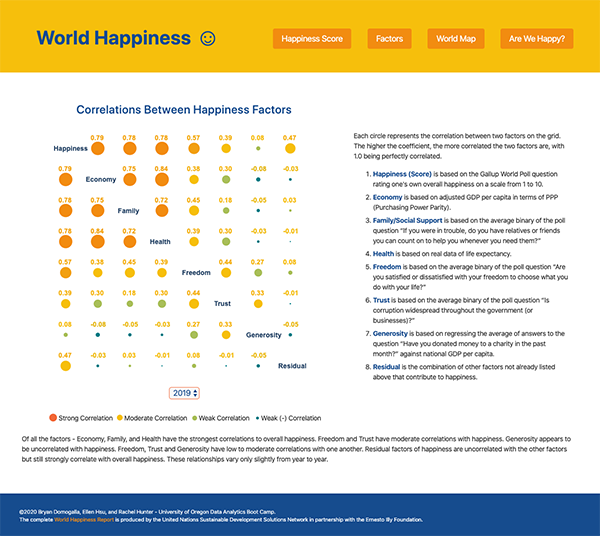 World Happiness
Happiness Score
Factors
World Map
Are We Happy?
Correlations Between Happiness Factors
0.79 0.78 0.78 0.57 0.39 0.08 0.47
Happiness
0.79 0.75 0.84 0.38 0.30 -0.08 -0.03
Economy
0.78 0.75 0.72 0.45 0.18 -0.05 0.03
Family
0.78 0.84 0.72 0.39 0.30 -0.03 -0.01
Health
0.57 0.38 0.45 0.39 0.44 0.27 0.08
Freedom
0.39 0.30 0.18 0.30 0.44 0.33 -0.01
Trust
0.08 -0.08 -0.05 -0.03 0.27 0.33 -0.05
Generosity
0.47 -0.03 0.03 -0.01 0.08 -0.01 -0.05
Residual
2019
Strong Correlation Moderate Correlation Weak Correlation Weak (-) Correlation
Each circle represents the correlation between two factors on the grid.
The higher the coefficient, the more correlated the two factors are, with
1.0 being perfectly correlated.
1. Happiness (Score) is based on the Gallup World Poll question
rating one's own overall happiness on a scale from 1 to 10.
2. Economy is based on adjusted GDP per capita in terms of PPP
(Purchasing Power Parity).
3. Family/Social Support is based on the average binary of the poll
question "If you were in trouble, do you have relatives or friends
you can count on to help you whenever you need them?"
4. Health is based on real data of life expectancy.
5. Freedom is based on the average binary of the poll question "Are
you satisfied or dissatisfied with your freedom to choose what you
do with your life?"
6. Trust is based on the average binary of the poll question "Is
corruption widespread throughout the government (or
businesses)?"
7. Generosity is based on regressing the average of answers to the
question "Have you donated money to a charity in the past
month?" against national GDP per capita.
8. Residual is the combination of other factors not already listed
above that contribute to happiness.
Of all the factors - Economy, Family, and Health have the strongest correlations to overall happiness. Freedom and Trust have moderate correlations with happiness. Generosity appears to
be uncorrelated with happiness. Freedom, Trust and Generosity have low to moderate correlations with one another. Residual factors of happiness are uncorrelated with the other factors
but still strongly correlate with overall happiness. These relationships vary only slightly from year to year.
©2020 Bryan Domogalla, Ellen Hsu, and Rachel Hunter - University of Oregon Data Analytics Boot Camp.
The complete World Happiness Report is produced by the United Nations Sustainable Development Solutions Network in partnership with the Ernesto Illy Foundation.